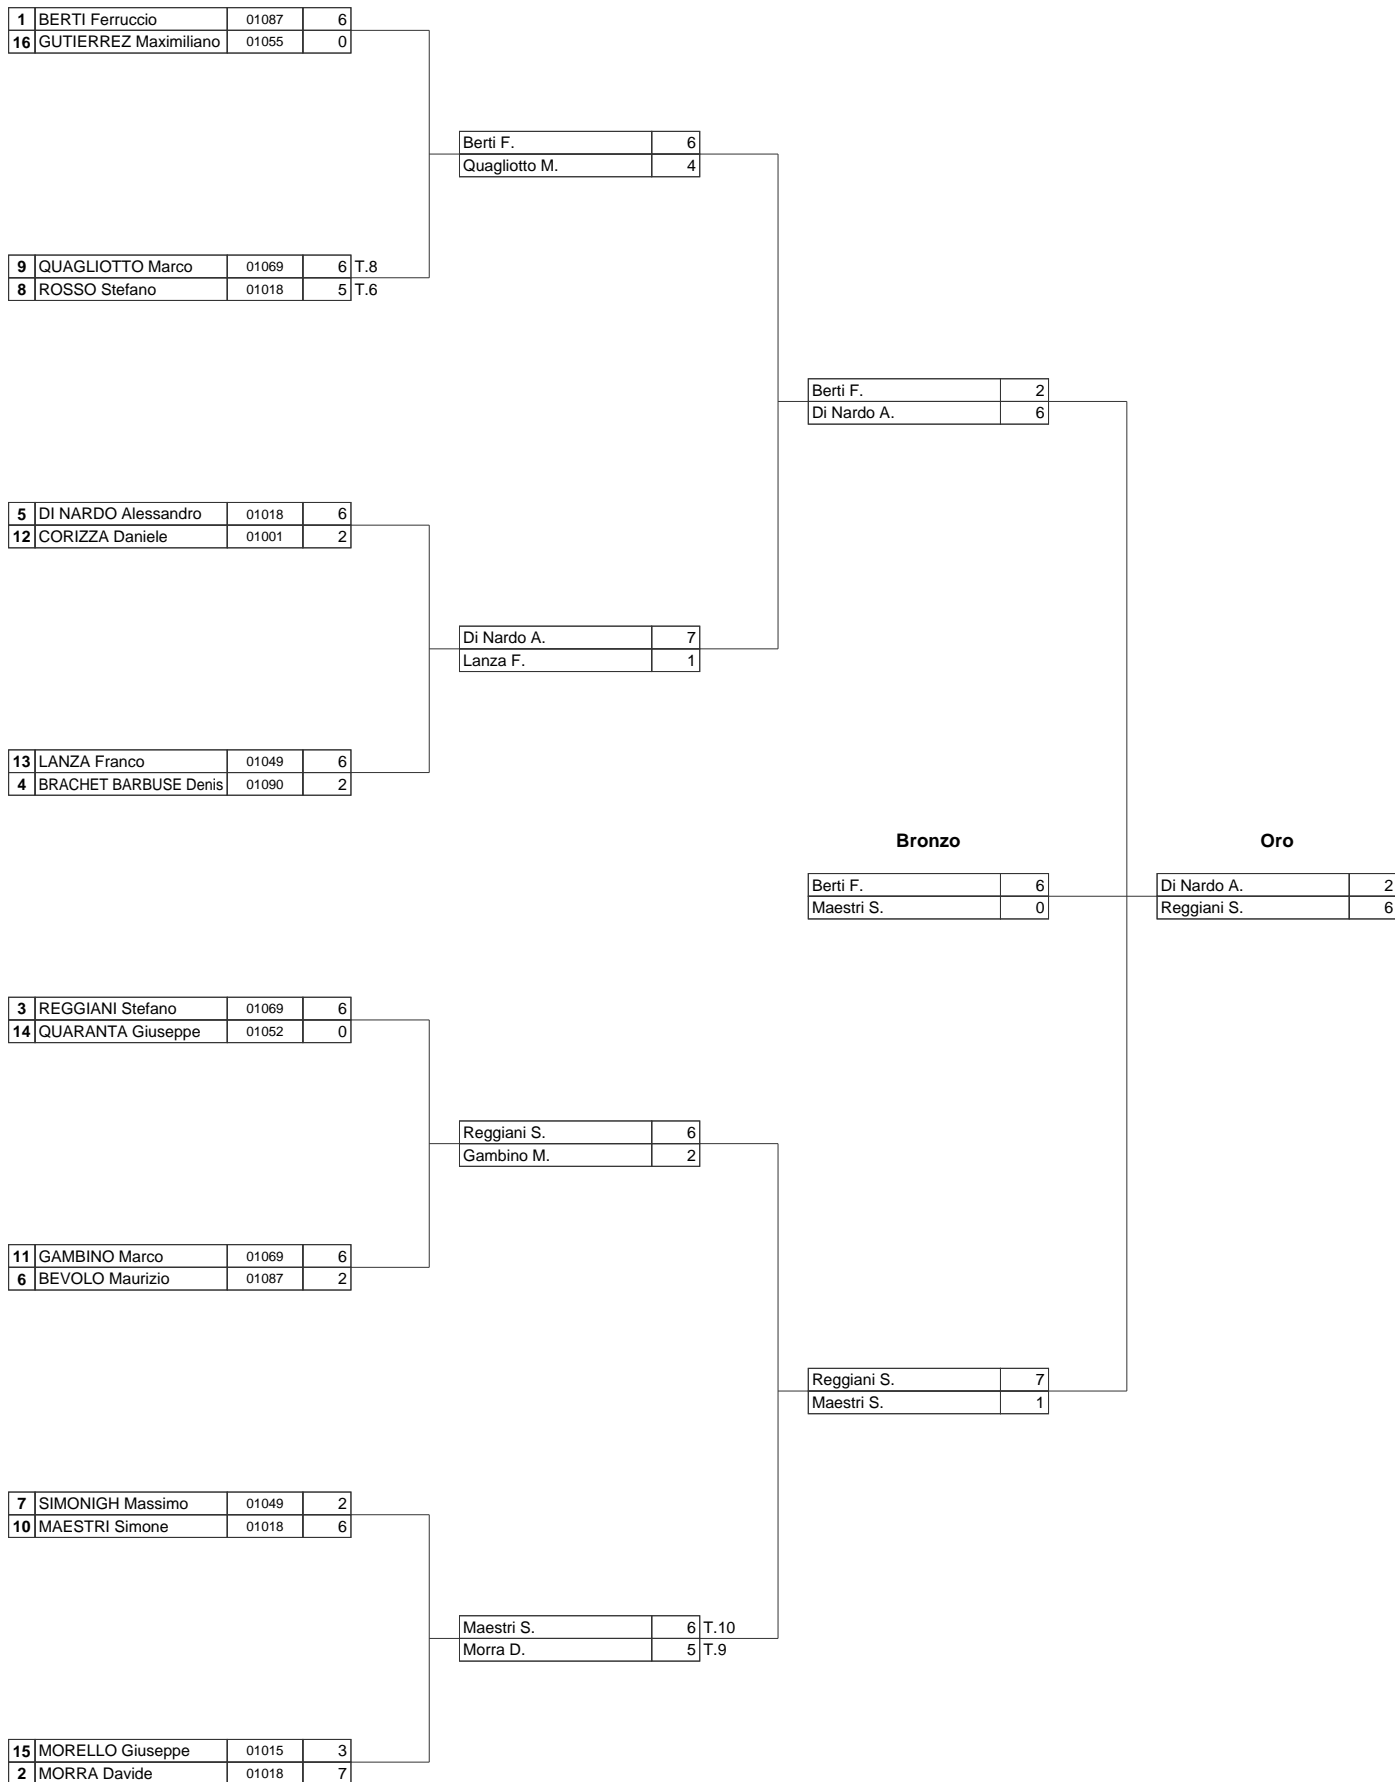 1 BERTI Ferruccio 01087 6
16 GUTIERREZ Maximiliano 01055 0
Berti F. 6
Quagliotto M. 4
9 QUAGLIOTTO Marco 01069 6 T.8
8 ROSSO Stefano 01018 5 T.6
Berti F. 2
Di Nardo A. 6
5 DI NARDO Alessandro 01018 6
12 CORIZZA Daniele 01001 2
Di Nardo A. 7
Lanza F. 1
13 LANZA Franco 01049 6
4 BRACHET BARBUSE Denis 01090 2
Bronzo Oro
Berti F. 6 Di Nardo A. 2
Maestri S. 0 Reggiani S. 6
3 REGGIANI Stefano 01069 6
14 QUARANTA Giuseppe 01052 0
Reggiani S. 6
Gambino M. 2
11 GAMBINO Marco 01069 6
6 BEVOLO Maurizio 01087 2
Reggiani S. 7
Maestri S. 1
7 SIMONIGH Massimo 01049 2
10 MAESTRI Simone 01018 6
Maestri S. 6 T.10
Morra D. 5 T.9
15 MORELLO Giuseppe 01015 3
2 MORRA Davide 01018 7